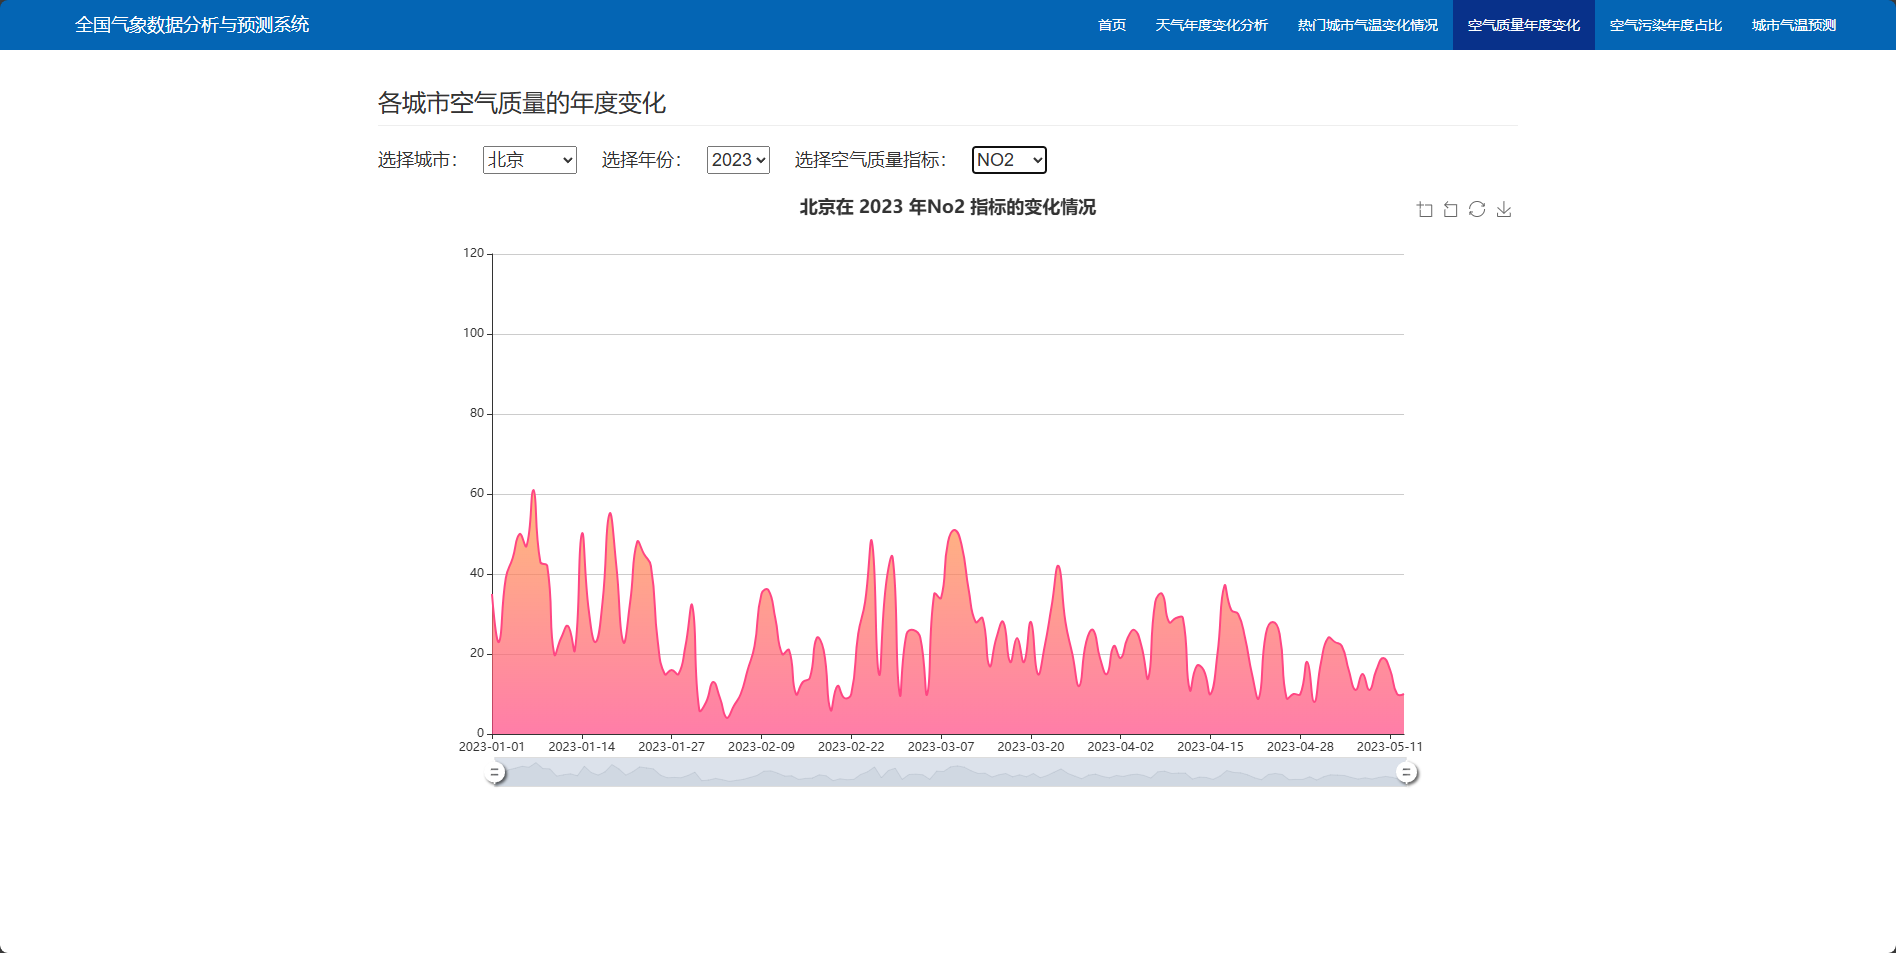 全国气象数据分析与预测系统
首页 天气年度变化分析 热门城市气温变化情况 空气质量年度变化 空气污染年度占比 城市气温预测
各城市空气质量的年度变化
选择城市： 北京 选择年份： 2023 选择空气质量指标： NO2
北京在 2023 年No2 指标的变化情况
120
100
80
60
40
20
0
2023-01-01 2023-01-14 2023-01-27 2023-02-09 2023-02-22 2023-03-07 2023-03-20 2023-04-02 2023-04-15 2023-04-28 2023-05-11